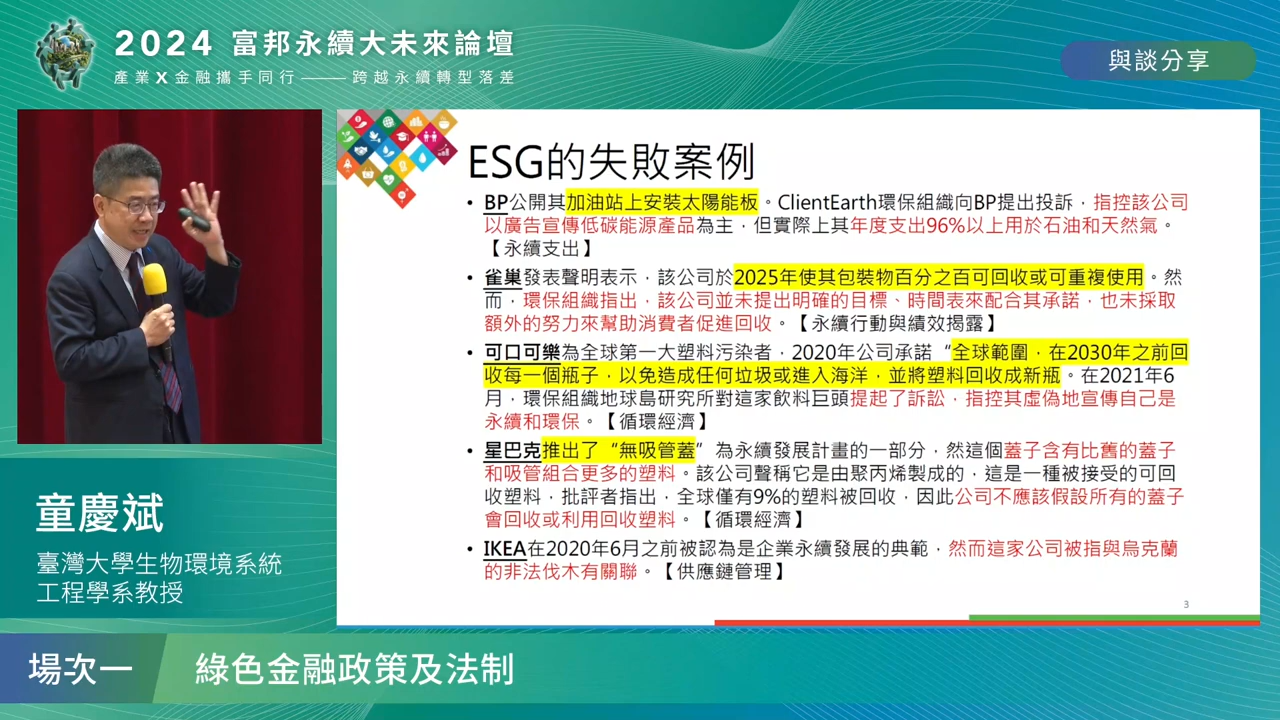 2024 富邦永續大未來論壇
產業X金融攜手同行——跨越永續轉型落差
與談分享
ESG的失敗案例
• BP公開其加油站上安裝太陽能板。ClientEarth環保組織向BP提出投訴,指控該公司
以廣告宣傳低碳能源產品為主,但實際上其年度支出96%以上用於石油和天然氣。
【永續支出】
• 雀巢發表聲明表示,該公司於2025年使其包裝物百分之百可回收或可重複使用。然
而,環保組織指出,該公司並未提出明確的目標、時間表來配合其承諾,也未採取
額外的努力來幫助消費者促進回收。【永續行動與績效揭露】
• 可口可樂為全球第一大塑料污染者,2020年公司承諾“全球範圍,在2030年之前回
收每一個瓶子,以免造成任何垃圾或進入海洋,並將塑料回收成新瓶。在2021年6
月,環保組織地球島研究所對這家飲料巨頭提起了訴訟,指控其虛偽地宣傳自己是
永續和環保。【循環經濟】
• 星巴克推出了“無吸管蓋”為永續發展計畫的一部分,然這個蓋子含有比舊的蓋子
和吸管組合更多的塑料。該公司聲稱它是由聚丙烯製成的,這是一種被接受的可回
收塑料,批評者指出,全球僅有9%的塑料被回收,因此公司不應該假設所有的蓋子
會回收或利用回收塑料。【循環經濟】
• IKEA在2020年6月之前被認為是企業永續發展的典範,然而這家公司被指與烏克蘭
的非法伐木有關聯。【供應鏈管理】
3
童慶斌
臺灣大學生物環境系統
工程學系教授
場次一
綠色金融政策及法制